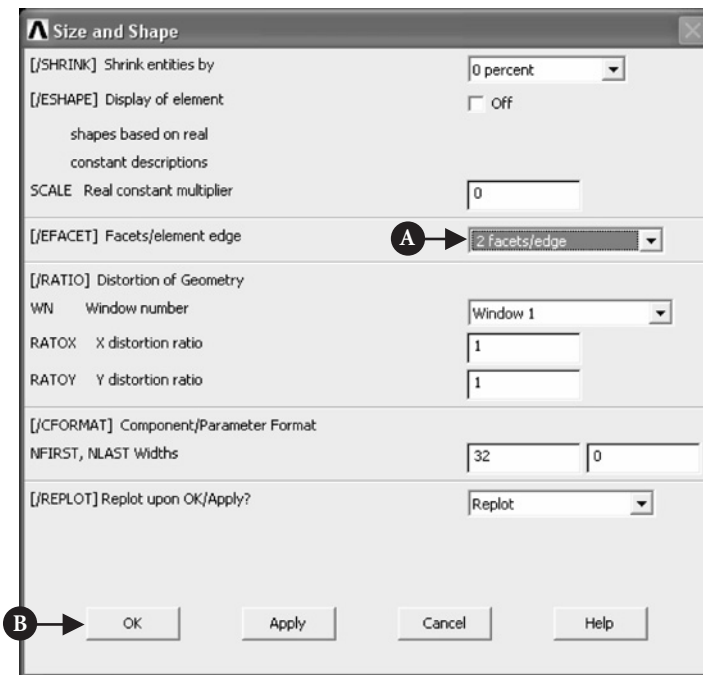 Size and Shape
[/SHRINK] Shrink entities by 0 percent
[/ESHAPE] Display of element Off
shapes based on real
constant descriptions
SCALE Real constant multiplier 0
[/EFACET] Facets/element edge A 2 facets/edge
[/RATIO] Distortion of Geometry
WN Window number Window 1
RATOX X distortion ratio 1
RATOY Y distortion ratio 1
[/CFORMAT] Component/Parameter Format
NFIRST, NLAST Widths 32 0
[/REPLOT] Replot upon OK/Apply? Replot
B OK Apply Cancel Help